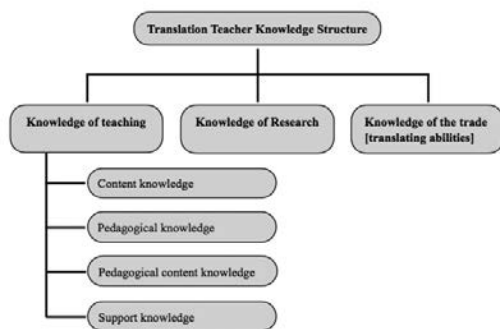 Translation Teacher Knowledge Structure
Knowledge of teaching
Knowledge of Research
Knowledge of the trade
[translating abilities]
Content knowledge
Pedagogical knowledge
Pedagogical content knowledge
Support knowledge